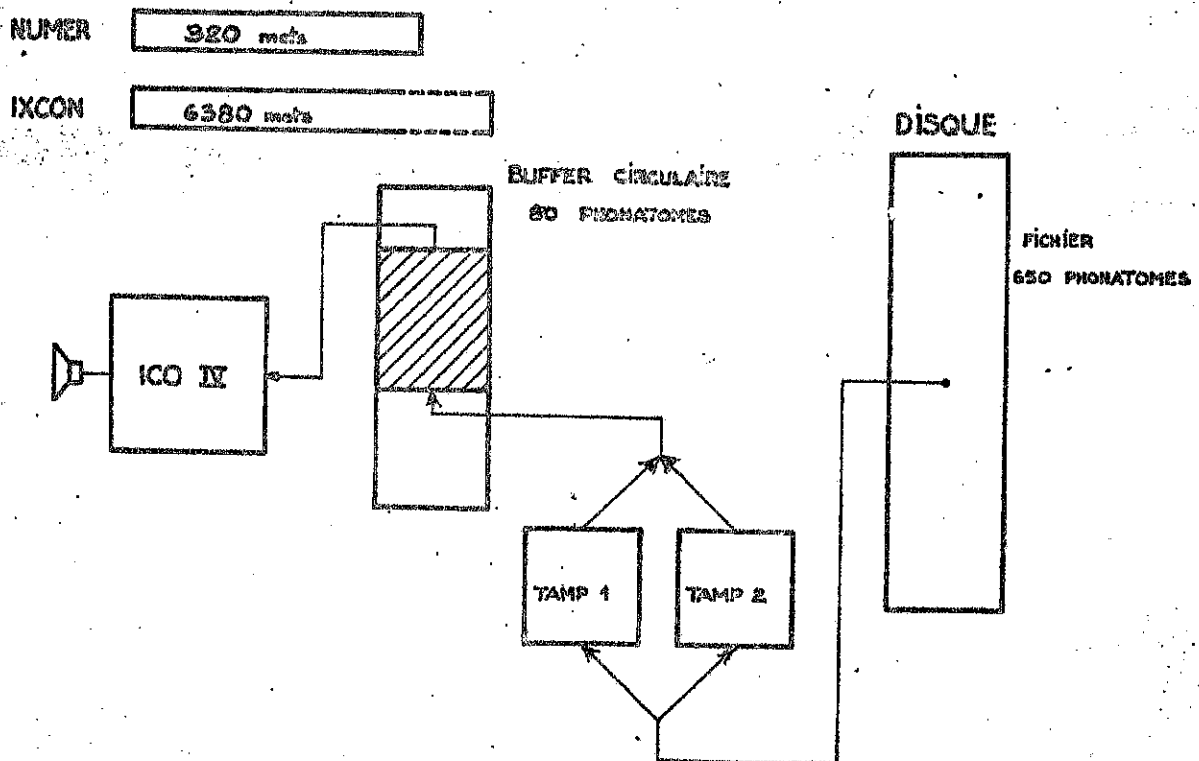 NUMER
320 mots
IXCON
6380 mots
DISQUE
BUFFER CIRCULAIRE
80 PHONATOMES
FICHIER
650 PHONATOMES
ICO IV
TAMP 1
TAMP 2